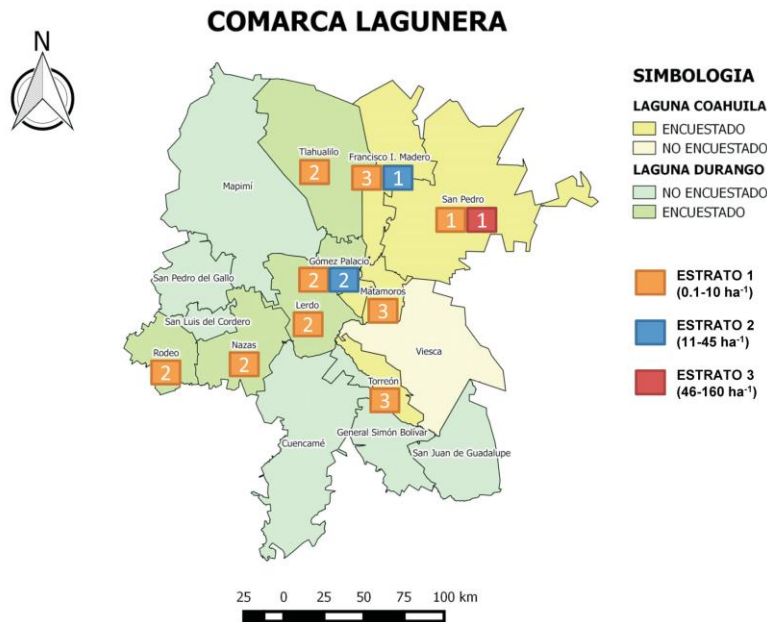 COMARCA LAGUNERA
N
SIMBOLOGIA
LAGUNA COAHUILA
ENCUESTADO
NO ENCUESTADO
LAGUNA DURANGO
NO ENCUESTADO
ENCUESTADO
ESTRATO 1
(0.1-10 ha⁻¹)
ESTRATO 2
(11-45 ha⁻¹)
ESTRATO 3
(46-160 ha⁻¹)
Tlahualilo
2
Francisco I. Madero
3 1
Mapimí
San Pedro
1 1
Gómez Palacio
2 2
San Pedro del Gallo
Matamoros
3
Lerdo
2
San Luis del Cordero
Nazas
2
Rodeo
2
Viesca
Torreón
3
General Simón Bolívar
Cuencamé
San Juan de Guadalupe
25 0 25 50 75 100 km